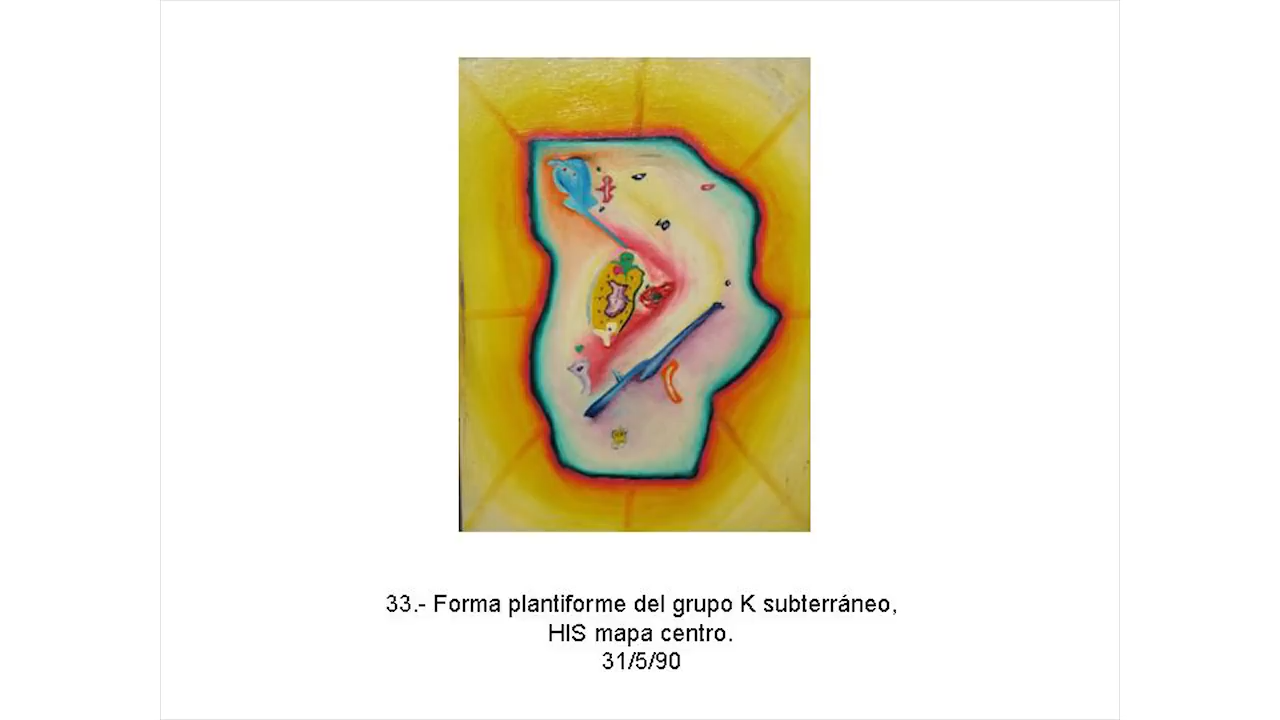 33.- Forma plantiforme del grupo K subterráneo,
HIS mapa centro.
31/5/90